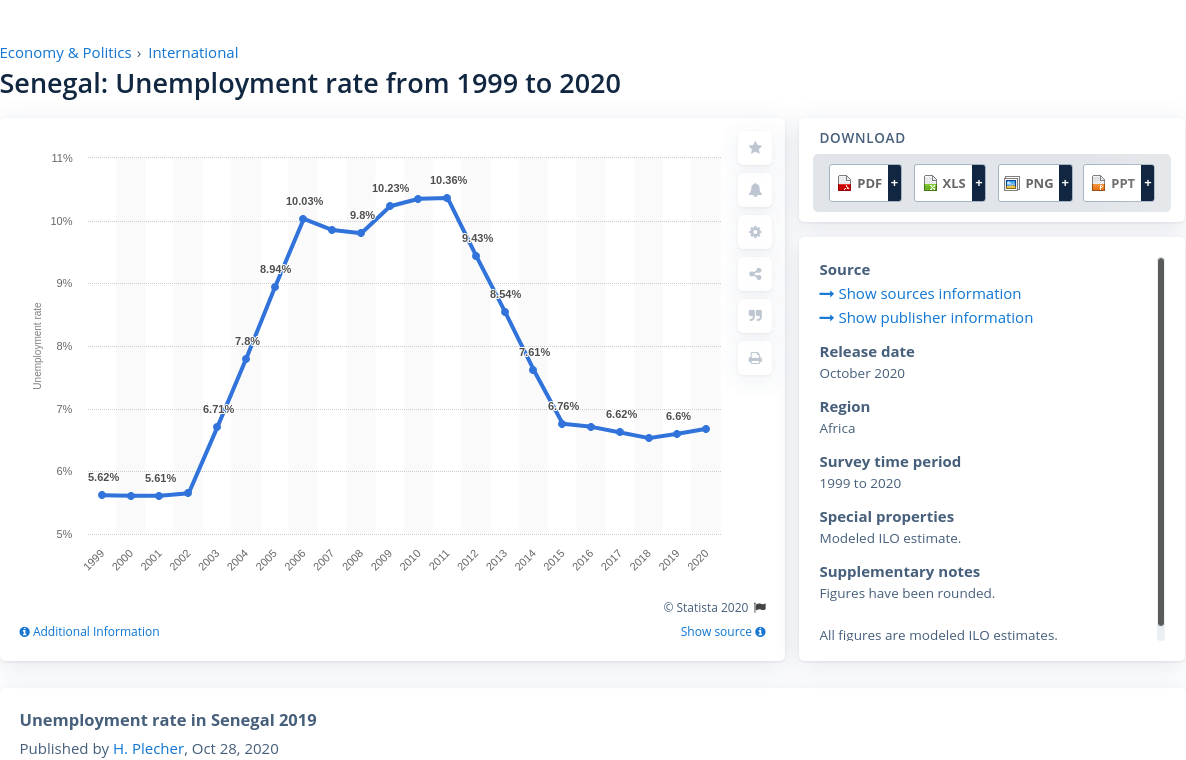 Economy & Politics › International
Senegal: Unemployment rate from 1999 to 2020
11%
10%
9%
8%
7%
6%
5%
Unemployment rate
5.62%
5.61%
6.71%
7.8%
8.94%
10.03%
9.8%
10.23%
10.36%
9.43%
8.54%
7.61%
6.76%
6.62%
6.6%
1999
2000
2001
2002
2003
2004
2005
2006
2007
2008
2009
2010
2011
2012
2013
2014
2015
2016
2017
2018
2019
2020
© Statista 2020
Additional Information
Show source
DOWNLOAD
PDF + XLS + PNG + PPT +
Source
Show sources information
Show publisher information
Release date
October 2020
Region
Africa
Survey time period
1999 to 2020
Special properties
Modeled ILO estimate.
Supplementary notes
Figures have been rounded.
All figures are modeled ILO estimates.
Unemployment rate in Senegal 2019
Published by H. Plecher, Oct 28, 2020